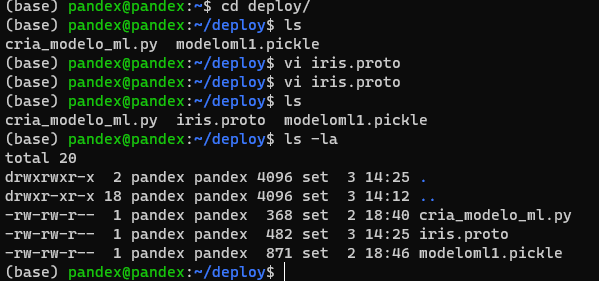 (base) pandex@pandex:~$ cd deploy/
(base) pandex@pandex:~/deploy$ ls
cria_modelo_ml.py  modeloml1.pickle
(base) pandex@pandex:~/deploy$ vi iris.proto
(base) pandex@pandex:~/deploy$ vi iris.proto
(base) pandex@pandex:~/deploy$ ls
cria_modelo_ml.py  iris.proto  modeloml1.pickle
(base) pandex@pandex:~/deploy$ ls -la
total 20
drwxrwxr-x  2 pandex pandex 4096 set  3 14:25 .
drwxr-xr-x 18 pandex pandex 4096 set  3 14:12 ..
-rw-rw-r--  1 pandex pandex  368 set  2 18:40 cria_modelo_ml.py
-rw-rw-r--  1 pandex pandex  482 set  3 14:25 iris.proto
-rw-rw-r--  1 pandex pandex  871 set  2 18:46 modeloml1.pickle
(base) pandex@pandex:~/deploy$